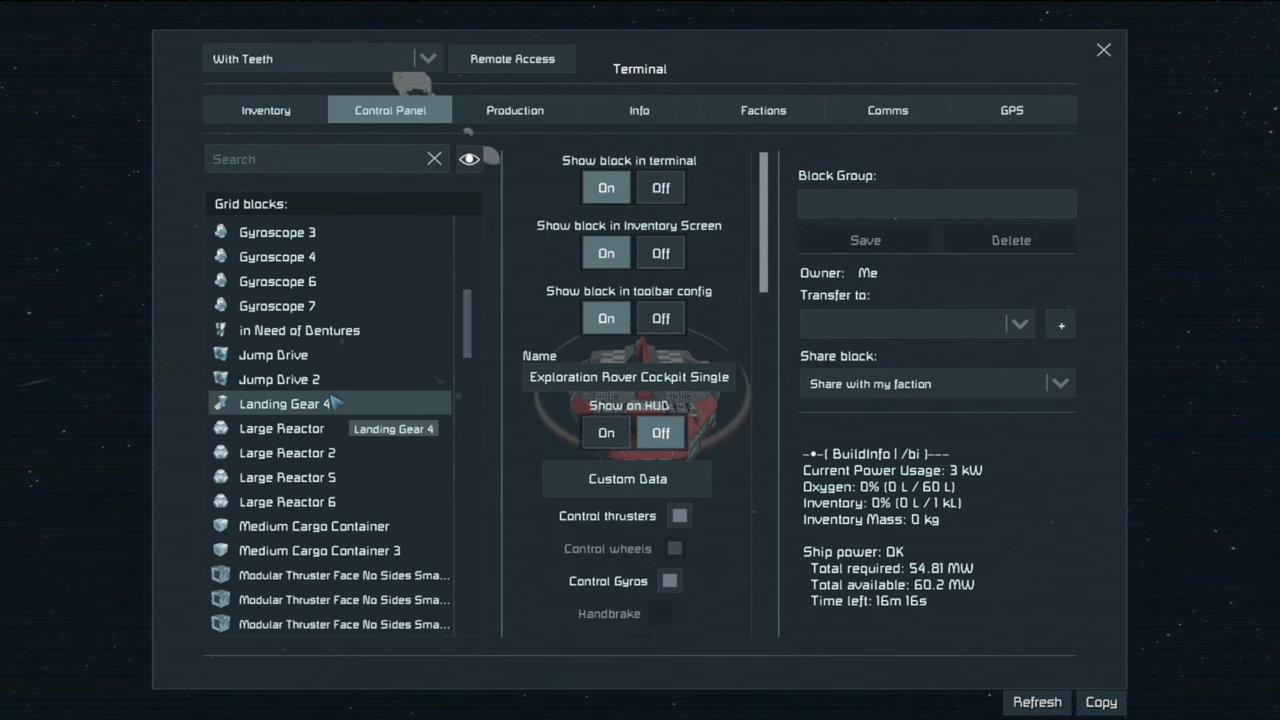 With Teeth
Remote Access
Terminal
Inventory
Control Panel
Production
Info
Factions
Comms
GPS
Search
Grid blocks:
Gyroscope 3
Gyroscope 4
Gyroscope 6
Gyroscope 7
in Need of Dentures
Jump Drive
Jump Drive 2
Landing Gear 4
Large Reactor
Landing Gear 4
Large Reactor 2
Large Reactor 5
Large Reactor 6
Medium Cargo Container
Medium Cargo Container 3
Modular Thruster Face No Sides Sma...
Modular Thruster Face No Sides Sma...
Modular Thruster Face No Sides Sma...
Show block in terminal
On Off
Show block in Inventory Screen
On Off
Show block in toolbar config
On Off
Name
Exploration Rover Cockpit Single
Show on HUD
On Off
Custom Data
Control thrusters
Control wheels
Control Gyros
Handbrake
Block Group:
Save
Delete
Owner: Me
Transfer to:
+
Share block:
Share with my faction
-•-( BuildInfo | /bi )---
Current Power Usage: 3 kW
Oxygen: 0% (0 L / 60 L)
Inventory: 0% (0 L / 1 kL)
Inventory Mass: 0 kg
Ship power: OK
Total required: 54.81 MW
Total available: 60.2 MW
Time left: 16m 16s
Refresh
Copy